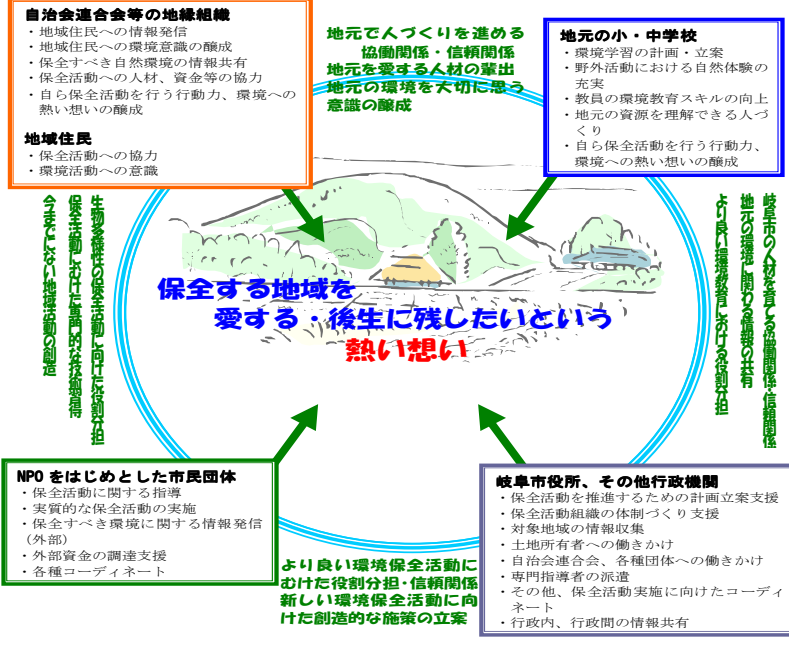 自治会連合会等の地縁組織
・地域住民への情報発信
・地域住民への環境意識の醸成
・保全すべき自然環境の情報共有
・保全活動への人材、資金等の協力
・自ら保全活動を行う行動力、環境への
熱い想いの醸成
地域住民
・保全活動への協力
・環境活動への意識
地元で人づくりを進める
協働関係・信頼関係
地元を愛する人材の輩出
地元の環境を大切に思う
意識の醸成
地元の小・中学校
・環境学習の計画・立案
・野外活動における自然体験の
充実
・教員の環境教育スキルの向上
・地元の資源を理解できる人づ
くり
・自ら保全活動を行う行動力、
環境への熱い想いの醸成
生物多様性の保全活動に向けた役割分担
保全活動におけた専門的な技術習得
今までにない地域活動の創造
保全する地域を
愛する・後生に残したいという
熱い想い
岐阜市の人材を育てる協働関係・信頼関係
地元の環境に関わる情報の共有
より良い環境教育における役割分担
NPOをはじめとした市民団体
・保全活動に関する指導
・実質的な保全活動の実施
・保全すべき環境に関する情報発信
（外部）
・外部資金の調達支援
・各種コーディネート
より良い環境保全活動に
むけた役割分担・信頼関係
新しい環境保全活動に向
けた創造的な施策の立案
岐阜市役所、その他行政機関
・保全活動を推進するための計画立案支援
・保全活動組織の体制づくり支援
・対象地域の情報収集
・土地所有者への働きかけ
・自治会連合会、各種団体への働きかけ
・専門指導者の派遣
・その他、保全活動実施に向けたコーディ
ネート
・行政内、行政間の情報共有